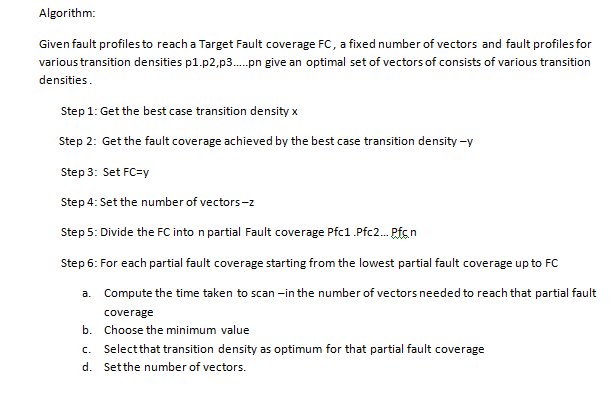 Algorithm:
Given fault profiles to reach a Target Fault coverage FC, a fixed number of vectors and fault profiles for
various transition densities p1.p2,p3.....pn give an optimal set of vectors of consists of various transition
densities.
Step 1: Get the best case transition density x
Step 2: Get the fault coverage achieved by the best case transition density –y
Step 3: Set FC=y
Step 4: Set the number of vectors –z
Step 5: Divide the FC into n partial Fault coverage Pfc1 .Pfc2... Pfc n
Step 6: For each partial fault coverage starting from the lowest partial fault coverage up to FC
a. Compute the time taken to scan –in the number of vectors needed to reach that partial fault
coverage
b. Choose the minimum value
c. Select that transition density as optimum for that partial fault coverage
d. Set the number of vectors.